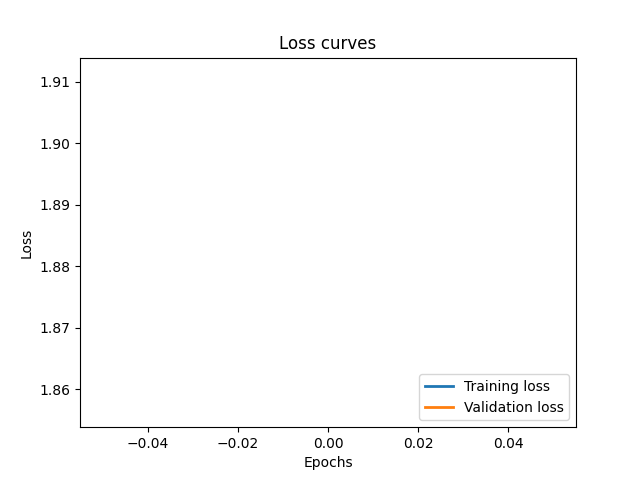 Loss curves
1.91
1.90
1.89
1.88
1.87
1.86
Loss
Training loss
Validation loss
−0.04
−0.02
0.00
0.02
0.04
Epochs